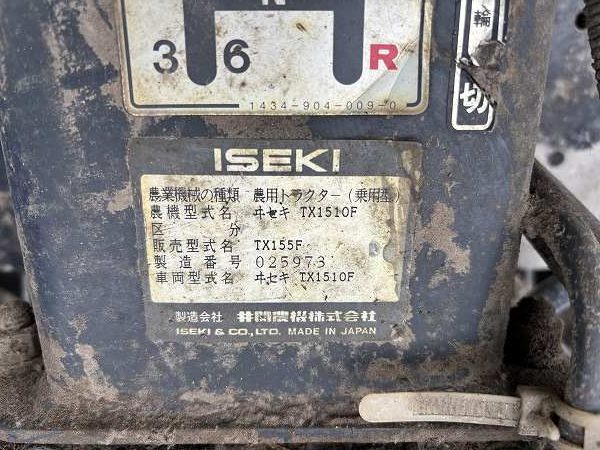 N
3 6 R
1434-904-009-0
輪
切
ISEKI
農業機械の種類 農用トラクター(乗用型)
農機型式名 ヰセキ TX1510F
区分
販売型式名 TX155F
製造番号 025973
車両型式名 ヰセキ TX1510F
製造会社 井関農機株式会社
ISEKI & CO., LTD. MADE IN JAPAN